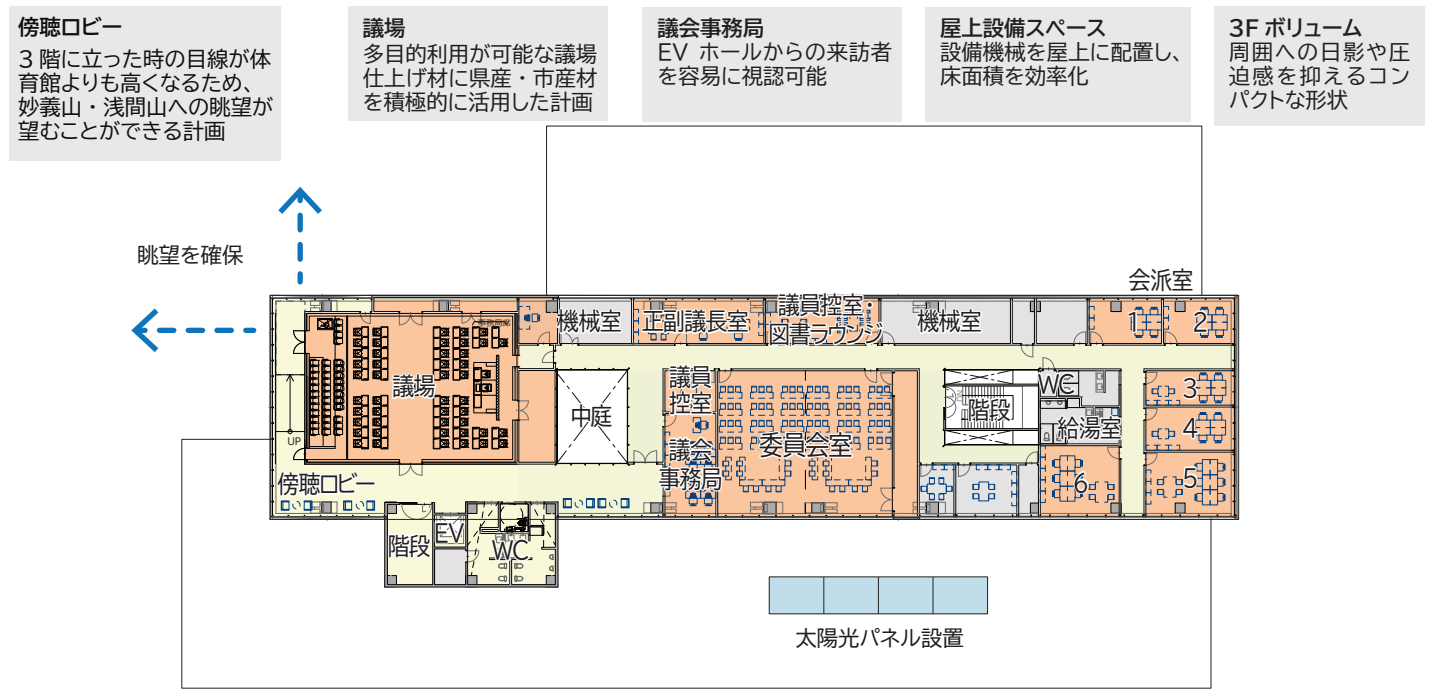 傍聴ロビー
3 階に立った時の目線が体
育館よりも高くなるため、
妙義山・浅間山への眺望が
望むことができる計画
議場
多目的利用が可能な議場
仕上げ材に県産・市産材
を積極的に活用した計画
議会事務局
EV ホールからの来訪者
を容易に視認可能
屋上設備スペース
設備機械を屋上に配置し、
床面積を効率化
3F ボリューム
周囲への日影や圧
迫感を抑えるコン
パクトな形状
眺望を確保
会派室
機械室
正副議長室
議員控室・
図書ラウンジ
機械室
1
2
議場
中庭
議員
控室
議会
事務局
委員会室
階段
WC
給湯室
3
4
5
6
UP
傍聴ロビー
階段
EV
WC
太陽光パネル設置